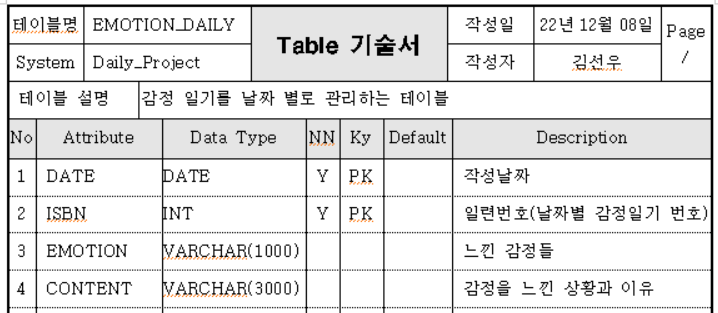 테이블명 EMOTION_DAILY Table 기술서 작성일 22년 12월 08일 Page
System Daily_Project 작성자 김선우 /
테이블 설명 감정 일기를 날짜 별로 관리하는 테이블
No Attribute Data Type NN Ky Default Description
1 DATE DATE Y PK 작성날짜
2 ISBN INT Y PK 일련번호(날짜별 감정일기 번호)
3 EMOTION VARCHAR(1000) 느낀 감정들
4 CONTENT VARCHAR(3000) 감정을 느낀 상황과 이유